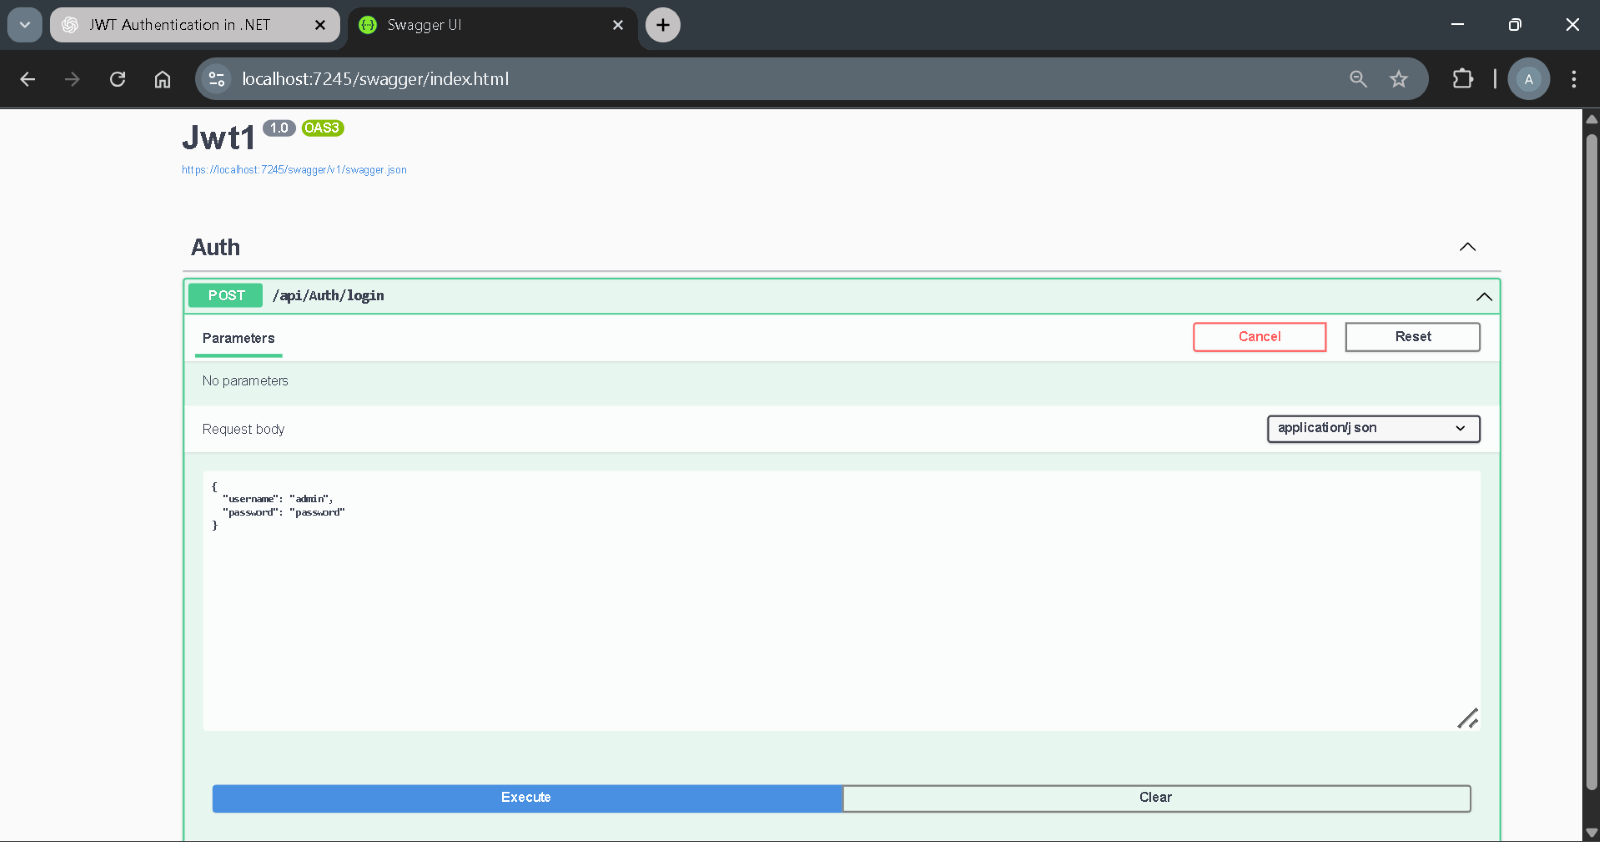 JWT Authentication in .NET
Swagger UI
localhost:7245/swagger/index.html
A
Jwt1 1.0 OAS3
https://localhost:7245/swagger/v1/swagger.json
Auth
POST /api/Auth/login
Parameters
Cancel
Reset
No parameters
Request body
application/json
{
"username": "admin",
"password": "password"
}
Execute
Clear